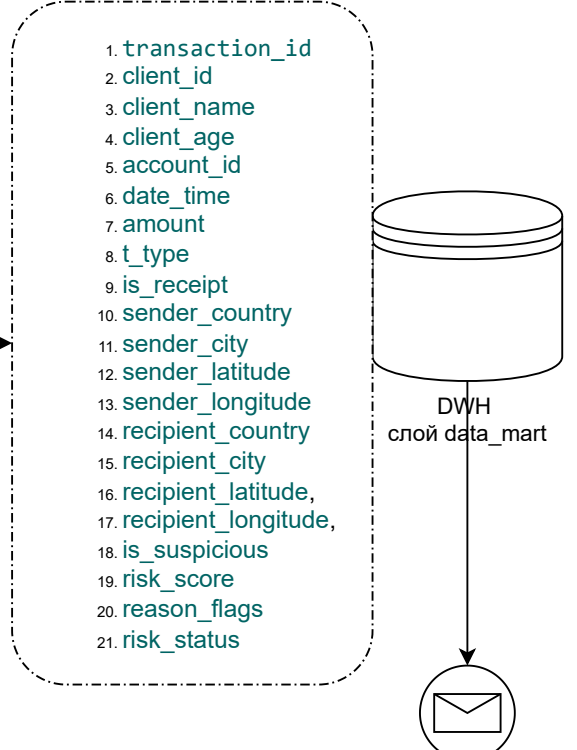 1. transaction_id
2. client_id
3. client_name
4. client_age
5. account_id
6. date_time
7. amount
8. t_type
9. is_receipt
10. sender_country
11. sender_city
12. sender_latitude
13. sender_longitude
14. recipient_country
15. recipient_city
16. recipient_latitude,
17. recipient_longitude,
18. is_suspicious
19. risk_score
20. reason_flags
21. risk_status
DWH
слой data_mart